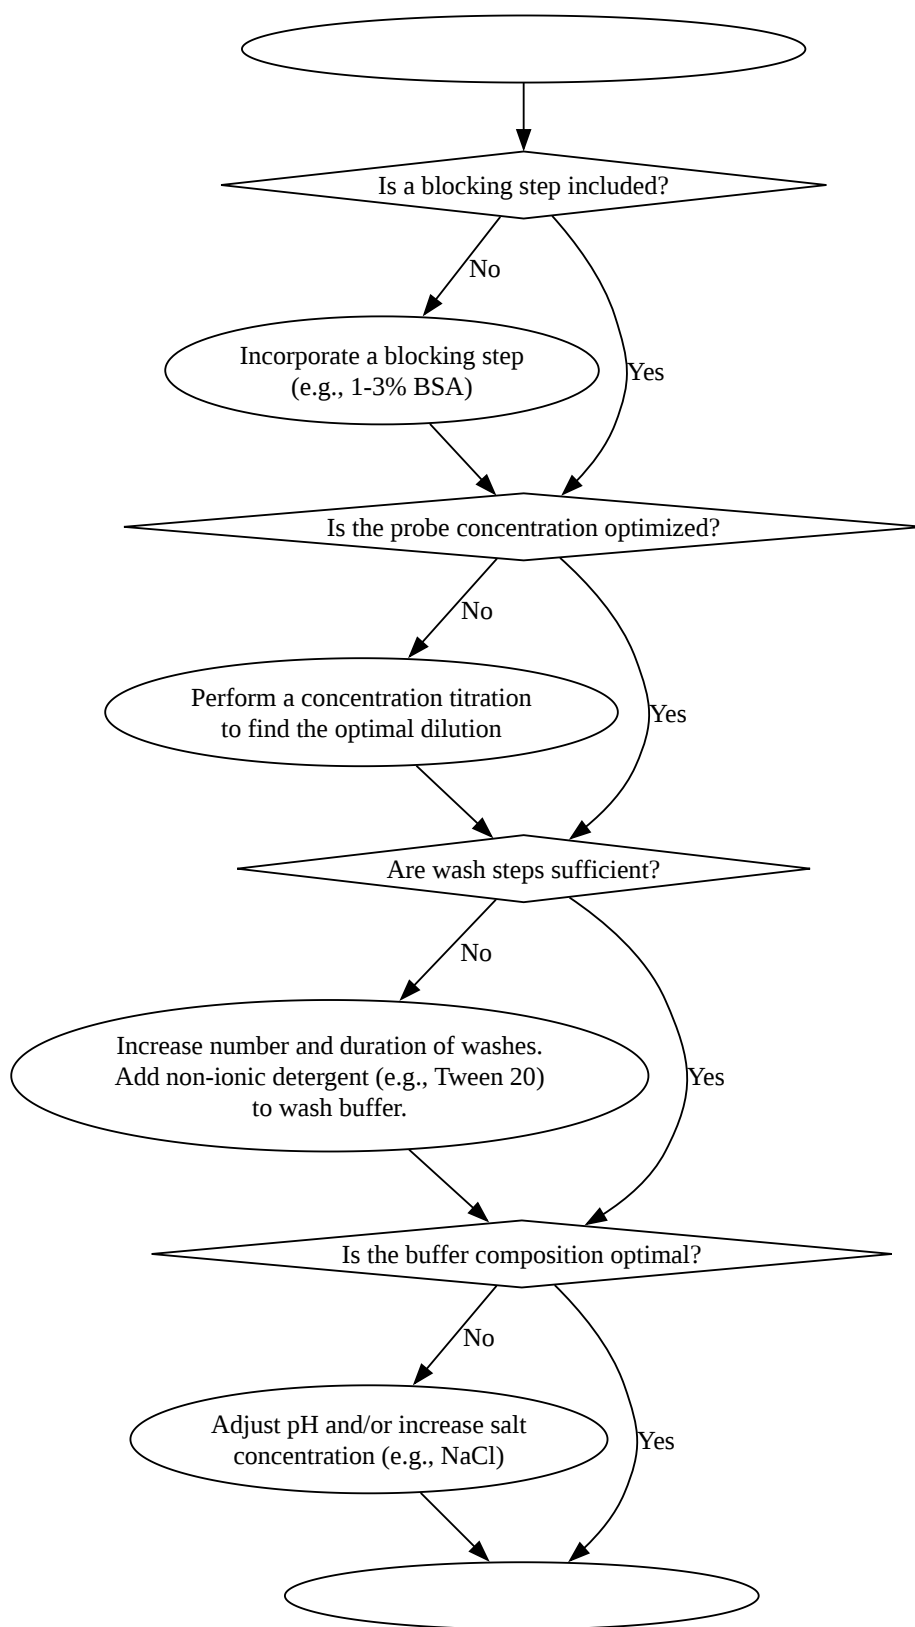 Is a blocking step included?
No
Incorporate a blocking step
(e.g., 1-3% BSA)
Yes
Is the probe concentration optimized?
No
Perform a concentration titration
to find the optimal dilution
Yes
Are wash steps sufficient?
No
Increase number and duration of washes.
Add non-ionic detergent (e.g., Tween 20)
to wash buffer.
Yes
Is the buffer composition optimal?
No
Adjust pH and/or increase salt
concentration (e.g., NaCl)
Yes